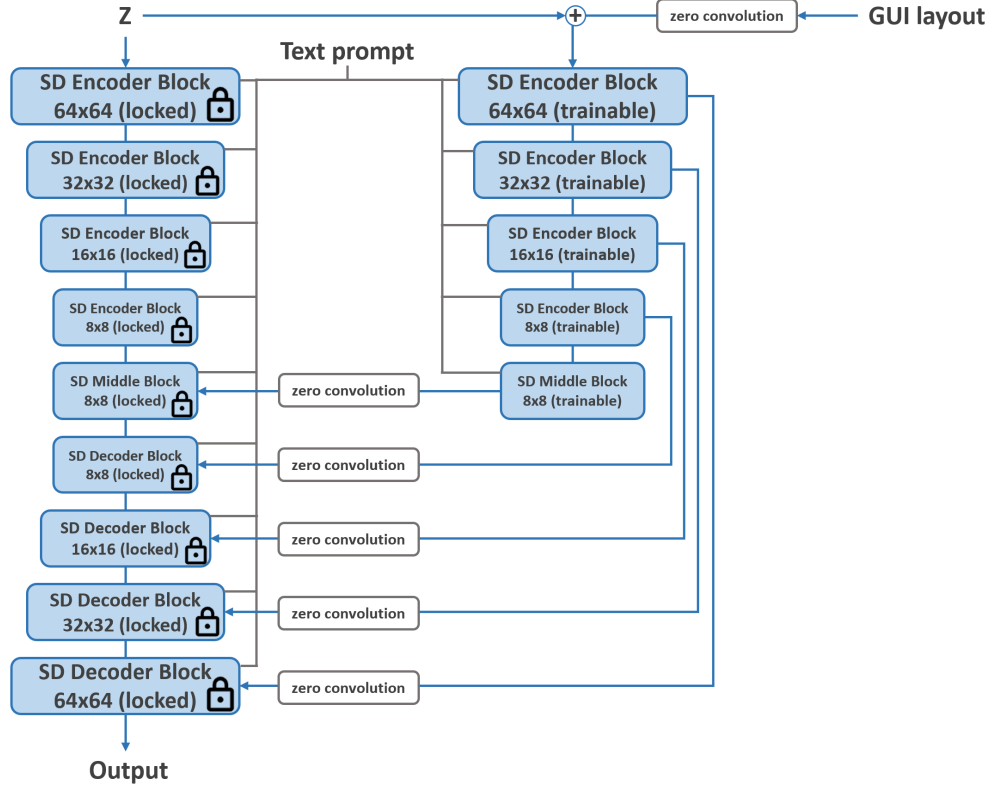 Z
+
zero convolution
GUI layout
Text prompt
SD Encoder Block
64x64 (locked)
SD Encoder Block
64x64 (trainable)
SD Encoder Block
32x32 (locked)
SD Encoder Block
32x32 (trainable)
SD Encoder Block
16x16 (locked)
SD Encoder Block
16x16 (trainable)
SD Encoder Block
8x8 (locked)
SD Encoder Block
8x8 (trainable)
SD Middle Block
8x8 (locked)
zero convolution
SD Middle Block
8x8 (trainable)
SD Decoder Block
8x8 (locked)
zero convolution
SD Decoder Block
16x16 (locked)
zero convolution
SD Decoder Block
32x32 (locked)
zero convolution
SD Decoder Block
64x64 (locked)
zero convolution
Output